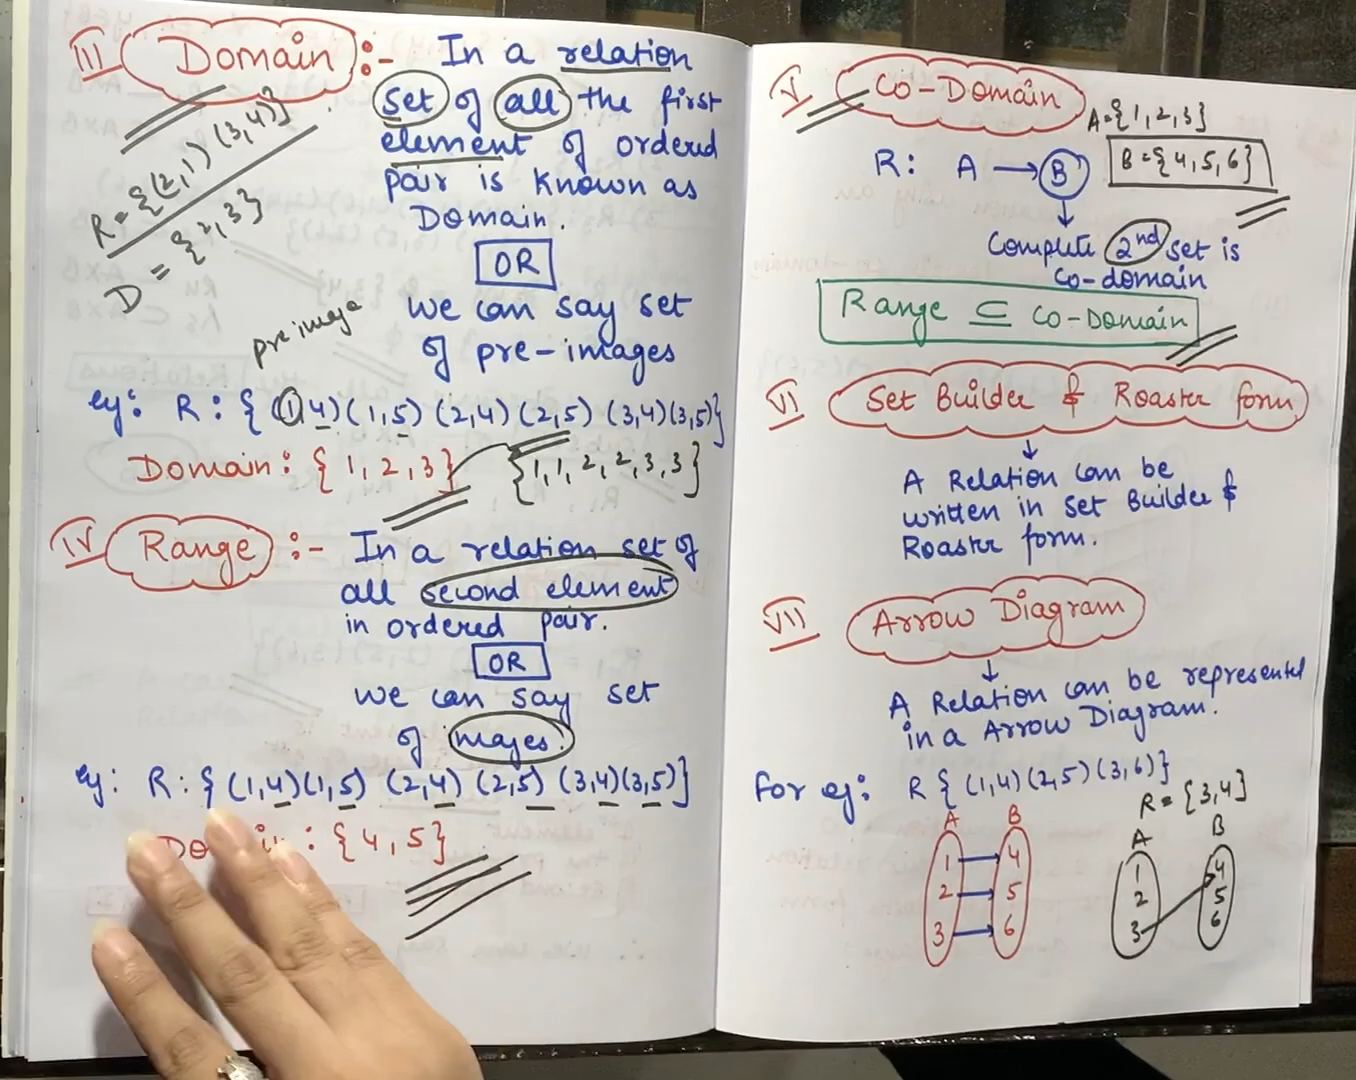 III Domain :- In a relation
set of all the first
element of ordered
pair is known as
Domain.
R = {(2,1) (3,4)}
D = {2,3}
OR
we can say set
of pre-images
preimage
eg: R : { (1,4) (1,5) (2,4) (2,5) (3,4) (3,5)}
Domain : {1, 2, 3} {1,1,2,2,3,3}
IV Range :- In a relation set of
all second element
in ordered pair.
OR
we can say set
of images.
eg: R : { (1,4) (1,5) (2,4) (2,5) (3,4) (3,5)}
: {4, 5}
V Co-Domain
A={1,2,3}
R: A → B B={4,5,6}
↓
Complete 2nd set is
Co-domain
Range ⊆ Co-Domain
VI Set Builder & Roaster form
↓
A Relation can be
written in Set Builder &
Roaster form.
VII Arrow Diagram
↓
A Relation can be represented
in a Arrow Diagram.
For eg: R { (1,4) (2,5) (3,6)}
R = {3,4}
A B
1 4
2 5
3 6
A B
1 4
2 5
3 6